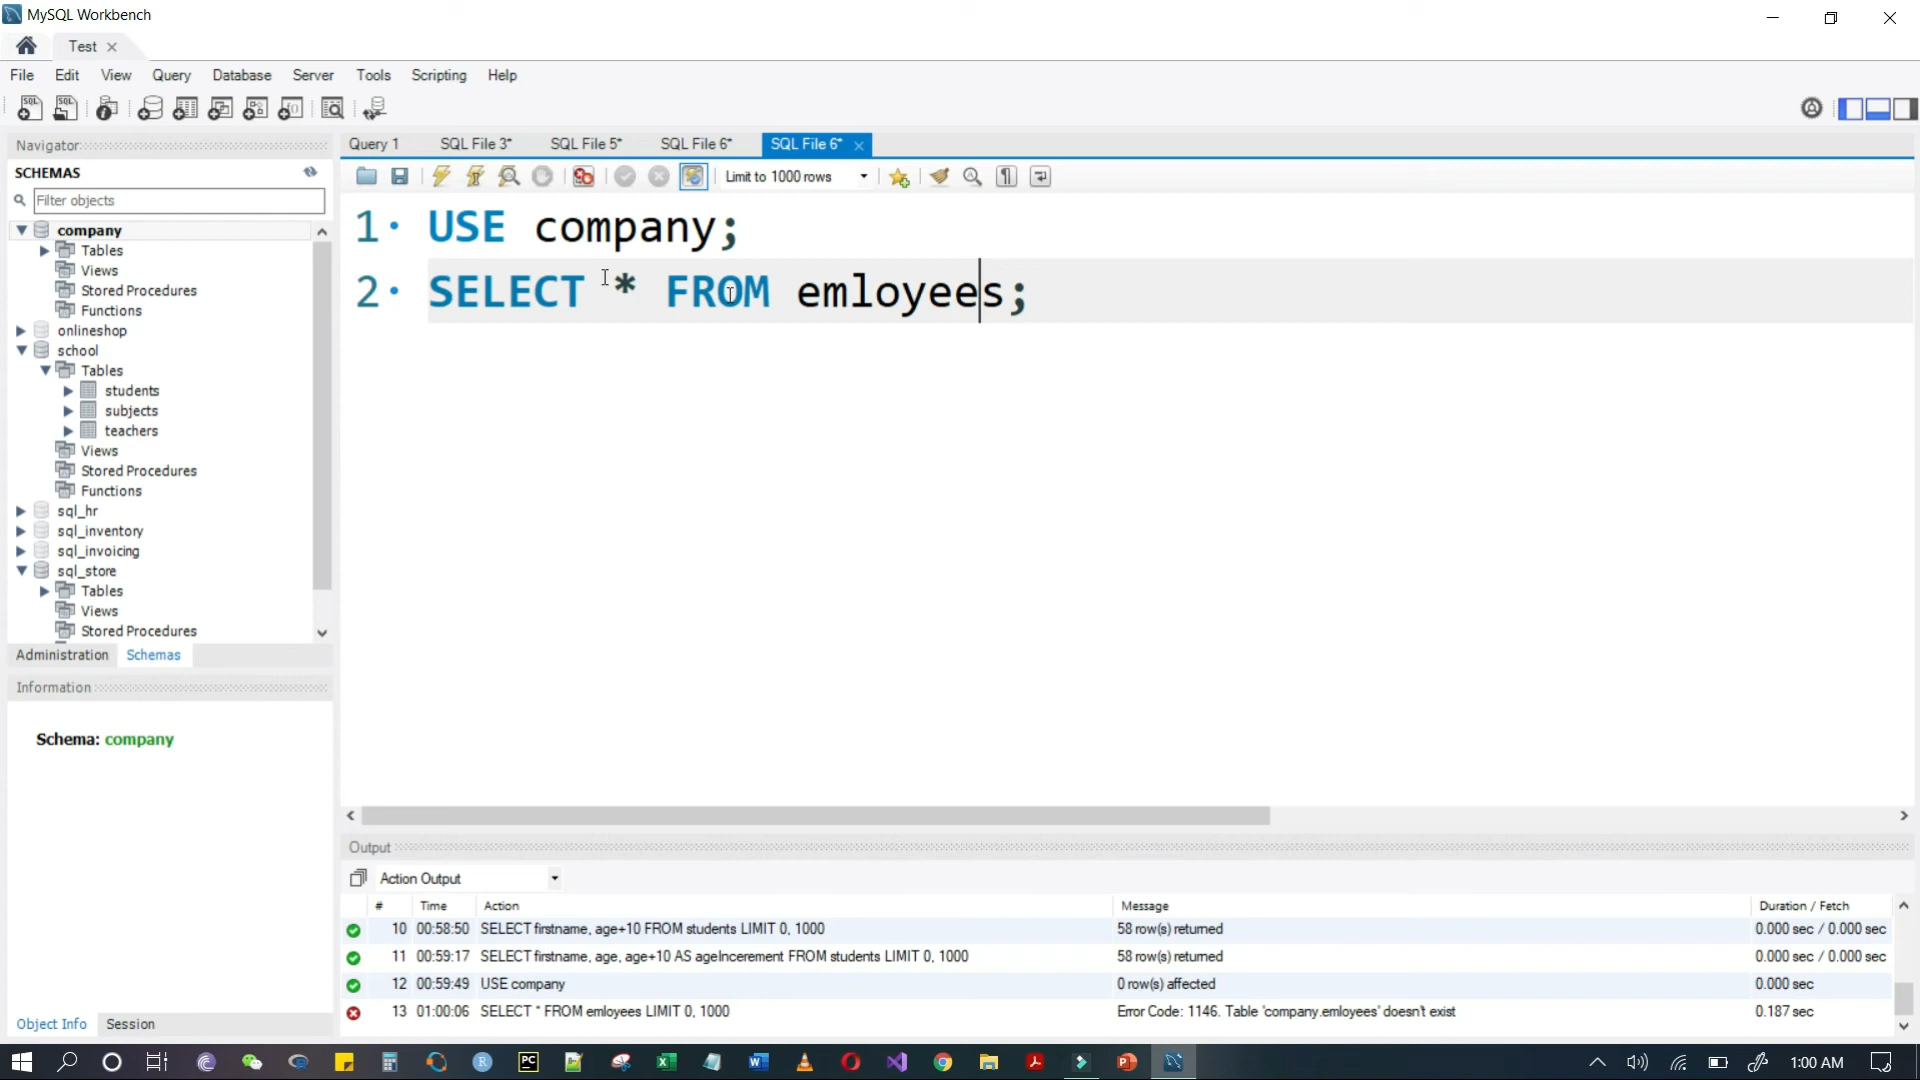 MySQL Workbench
Test
File Edit View Query Database Server Tools Scripting Help
Navigator
SCHEMAS
Filter objects
company
Tables
Views
Stored Procedures
Functions
onlineshop
school
Tables
students
subjects
teachers
Views
Stored Procedures
Functions
sql_hr
sql_inventory
sql_invoicing
sql_store
Tables
Views
Stored Procedures
Administration Schemas
Information
Schema: company
Object Info Session
Query 1 SQL File 3* SQL File 5* SQL File 6* SQL File 6*
Limit to 1000 rows
1 USE company;
2 SELECT * FROM emloyees;
Output
Action Output
# Time Action Message Duration / Fetch
10 00:58:50 SELECT firstname, age+10 FROM students LIMIT 0, 1000 58 row(s) returned 0.000 sec / 0.000 sec
11 00:59:17 SELECT firstname, age, age+10 AS ageIncerement FROM students LIMIT 0, 1000 58 row(s) returned 0.000 sec / 0.000 sec
12 00:59:49 USE company 0 row(s) affected 0.000 sec
13 01:00:06 SELECT * FROM emloyees LIMIT 0, 1000 Error Code: 1146. Table 'company.emloyees' doesn't exist 0.187 sec
1:00 AM